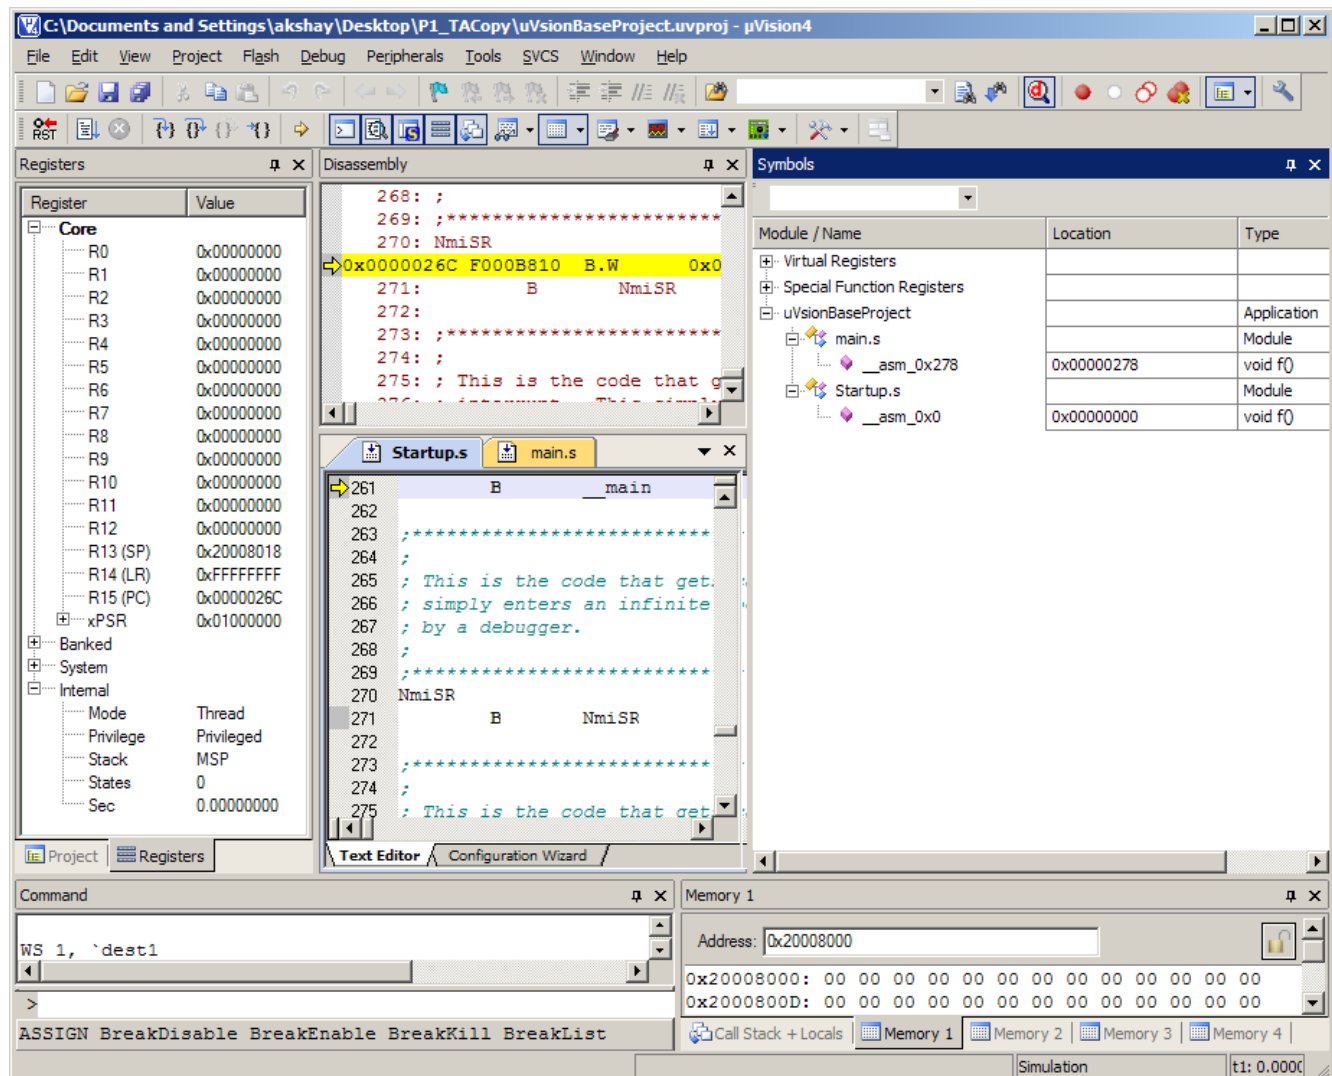 C:\Documents and Settings\akshay\Desktop\P1_TACopy\uVsionBaseProject.uvproj - µVision4
File Edit View Project Flash Debug Peripherals Tools SVCS Window Help
RST
Registers
Register Value
Core
R0 0x00000000
R1 0x00000000
R2 0x00000000
R3 0x00000000
R4 0x00000000
R5 0x00000000
R6 0x00000000
R7 0x00000000
R8 0x00000000
R9 0x00000000
R10 0x00000000
R11 0x00000000
R12 0x00000000
R13 (SP) 0x20008018
R14 (LR) 0xFFFFFFFF
R15 (PC) 0x0000026C
xPSR 0x01000000
Banked
System
Internal
Mode Thread
Privilege Privileged
Stack MSP
States 0
Sec 0.00000000
Project Registers
Disassembly
268: ;
269: ;************************
270: NmiSR
0x0000026C F000B810 B.W 0x0
271: B NmiSR
272:
273: ;************************
274: ;
275: ; This is the code that g
Startup.s main.s
261 B __main
262
263 ;**************************
264 ;
265 ; This is the code that get
266 ; simply enters an infinite
267 ; by a debugger.
268 ;
269 ;**************************
270 NmiSR
271 B NmiSR
272
273 ;**************************
274 ;
275 ; This is the code that get
Text Editor Configuration Wizard
Symbols
Module / Name Location Type
Virtual Registers
Special Function Registers
uVsionBaseProject Application
main.s Module
__asm_0x278 0x00000278 void f()
Startup.s Module
__asm_0x0 0x00000000 void f()
Command
WS 1, `dest1
>
ASSIGN BreakDisable BreakEnable BreakKill BreakList
Memory 1
Address: 0x20008000
0x20008000: 00 00 00 00 00 00 00 00 00 00 00 00 00
0x2000800D: 00 00 00 00 00 00 00 00 00 00 00 00 00
Call Stack + Locals Memory 1 Memory 2 Memory 3 Memory 4
Simulation t1: 0.0000